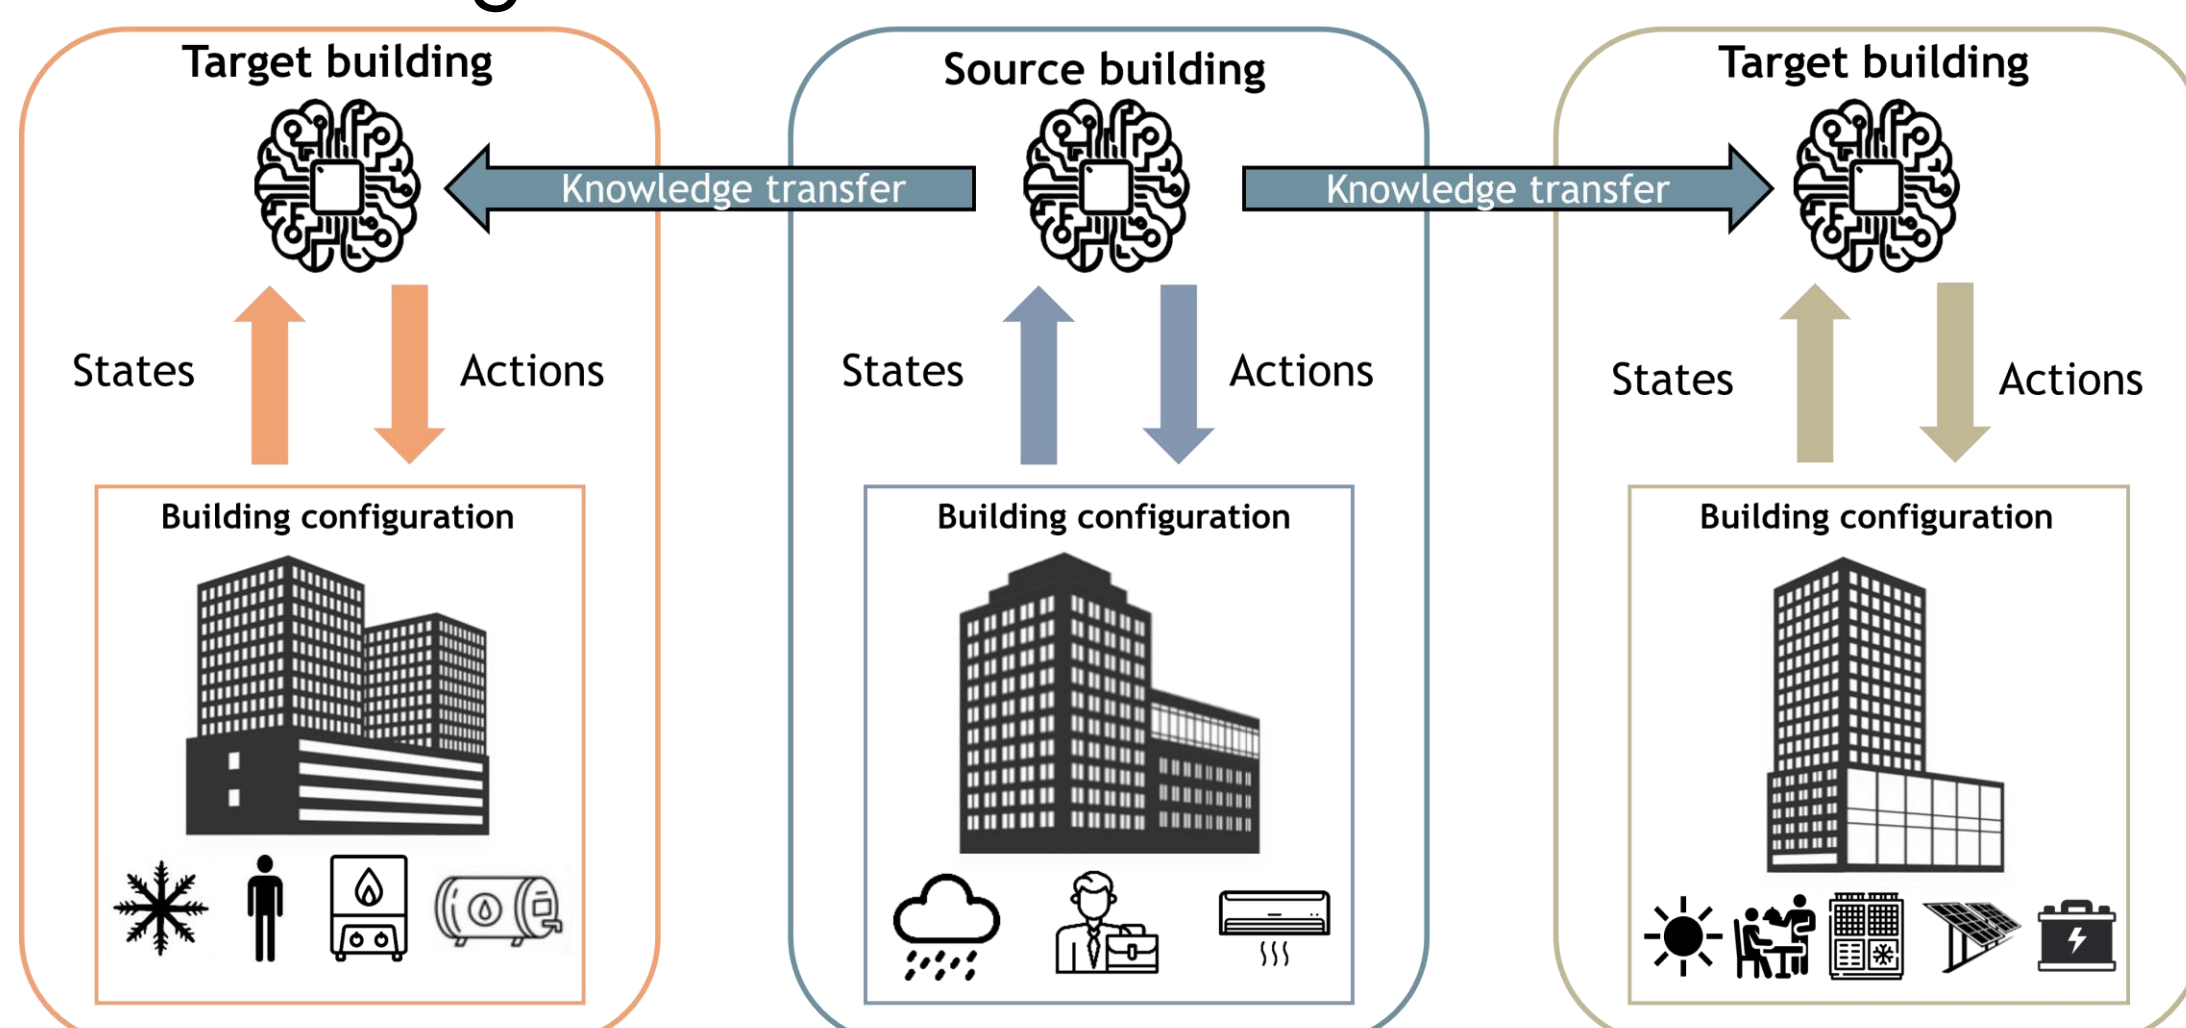 Target building
Knowledge transfer
States
Actions
Building configuration
Source building
Knowledge transfer
States
Actions
Building configuration
Target building
States
Actions
Building configuration